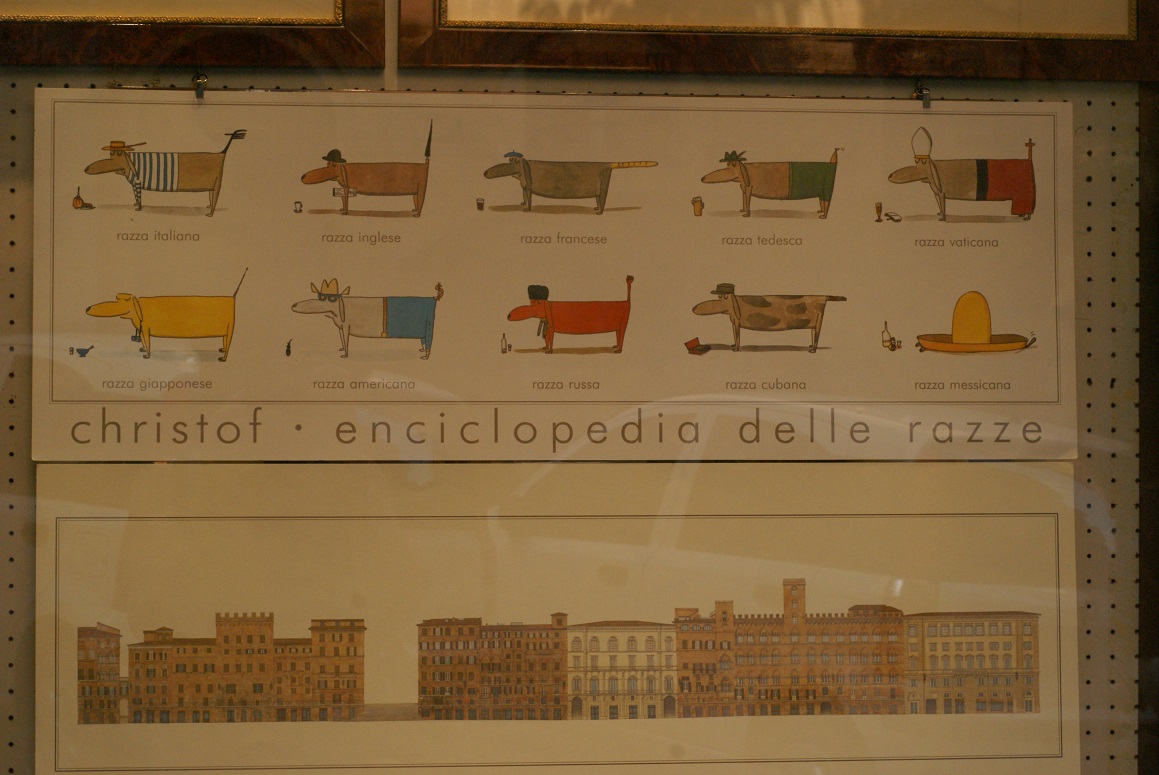 razza italiana
razza inglese
razza francese
razza tedesca
razza vaticana
razza giapponese
razza americana
razza russa
razza cubana
razza messicana
christof · enciclopedia delle razze